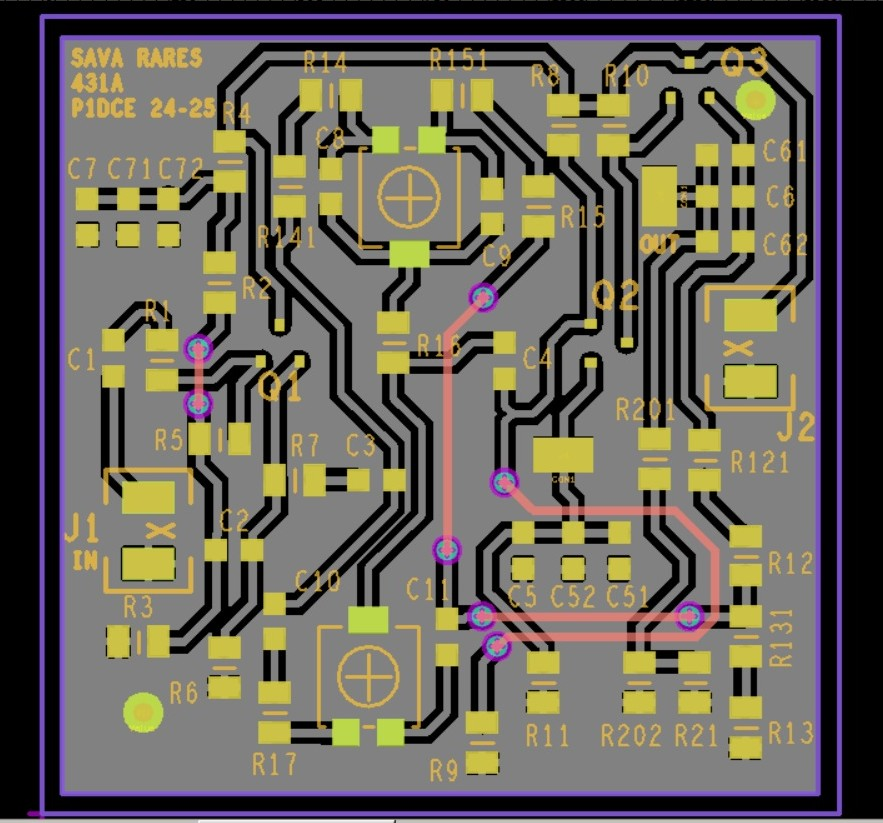 SAVA RARES
431A
P1DCE 24-25
R14
R151
R8
R10
Q3
R4
C8
C7 C71 C72
C61
C6
C62
R141
R15
OUT
C9
R2
Q2
R1
R16
C1
C4
Q1
J2
R201
R5
R7
C3
R121
CON1
J1
IN
C2
R12
C10
C11
C5 C52 C51
R3
R131
R6
R11
R202
R21
R13
R17
R9